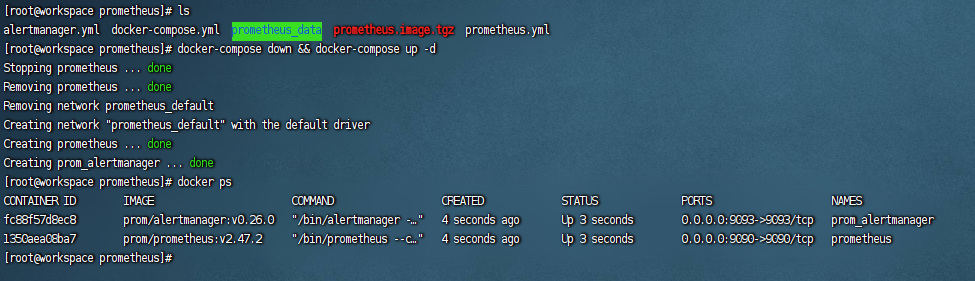 [root@workspace prometheus]# ls
alertmanager.yml docker-compose.yml prometheus_data prometheus.image.tgz prometheus.yml
[root@workspace prometheus]# docker-compose down && docker-compose up -d
Stopping prometheus ... done
Removing prometheus ... done
Removing network prometheus_default
Creating network "prometheus_default" with the default driver
Creating prometheus ... done
Creating prom_alertmanager ... done
[root@workspace prometheus]# docker ps
CONTAINER ID IMAGE COMMAND CREATED STATUS PORTS NAMES
fc88f57d8ec8 prom/alertmanager:v0.26.0 "/bin/alertmanager -…" 4 seconds ago Up 3 seconds 0.0.0.0:9093->9093/tcp prom_alertmanager
1350aea08ba7 prom/prometheus:v2.47.2 "/bin/prometheus --c…" 4 seconds ago Up 3 seconds 0.0.0.0:9090->9090/tcp prometheus
[root@workspace prometheus]#